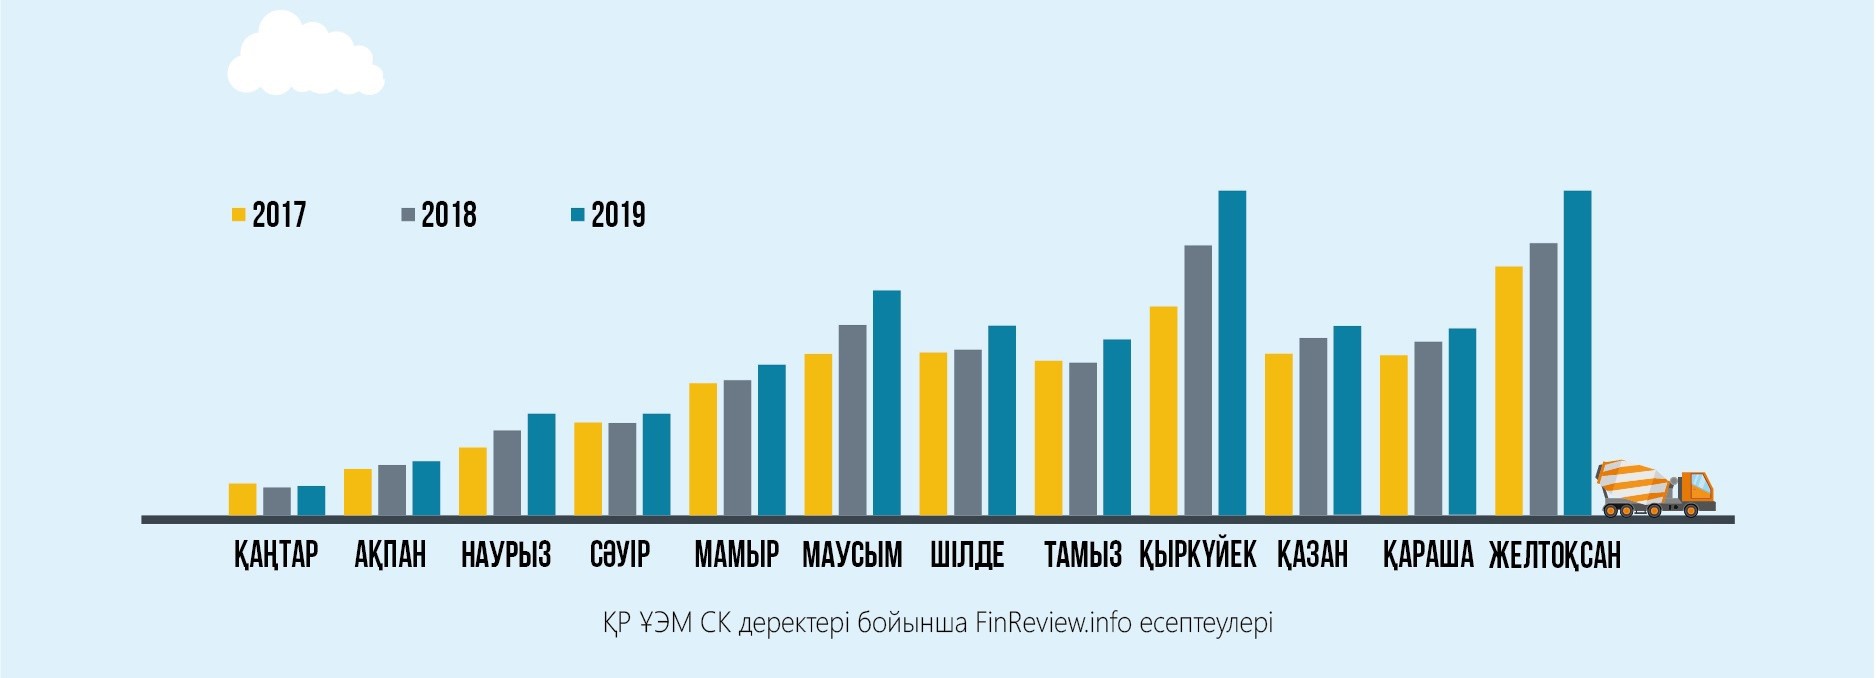 2017 2018 2019
ҚАҢТАР АҚПАН НАУРЫЗ СӘУІР МАМЫР МАУСЫМ ШІЛДЕ ТАМЫЗ ҚЫРКҮЙЕК ҚАЗАН ҚАРАША ЖЕЛТОҚСАН
ҚР ҰЭМ СК деректері бойынша FinReview.info есептеулері